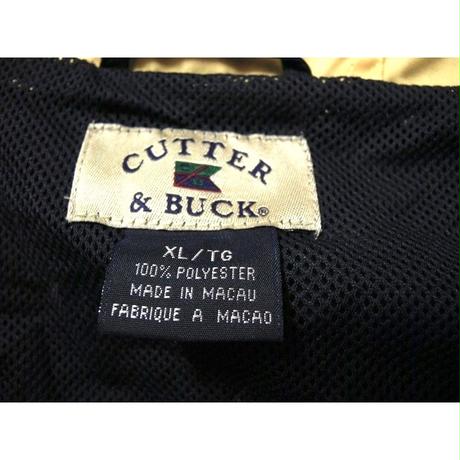 CUTTER
& BUCK®
XL/TG
100% POLYESTER
MADE IN MACAU
FABRIQUE A MACAO